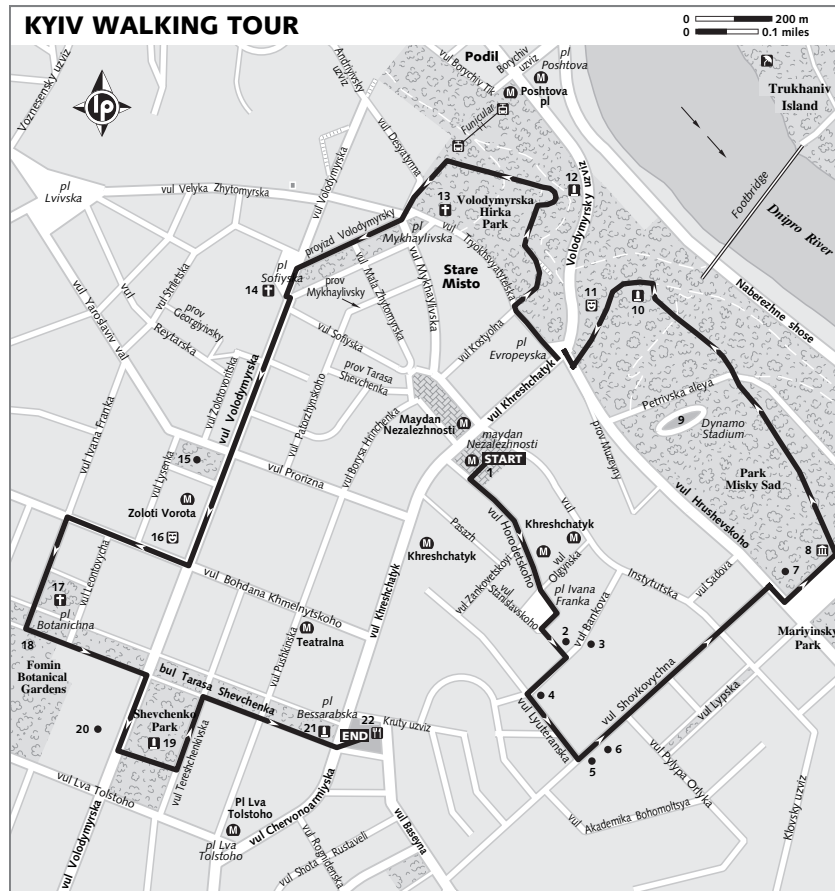 KYIV WALKING TOUR
0 200 m
0 0.1 miles
Voznesensky uzviz
lp
Andriyivsky
uzviz
Podil
vul Borychiv Tik
Borychiv
uzviz
pl
Poshtova
M
M Poshtova
pl
Funicular
Trukhaniv
Island
pl
Lvivska
vul Velyka Zhytomyrska
vul Volodymyrska
vul Desyatynna
13
Volodymyrska
Hirka
Park
12
Volodymyrsky uzviz
Footbridge
Dnipro River
proyizd Volodymyrsky
pl
Mykhaylivska
vul Tryokhsvyatytelska
Stare
Misto
vul Striletska
pl
Sofiyska
14
prov
Mykhaylivsky
vul Mala Zhytomyrska
vul Mykhaylivska
11
10
Naberezhne shose
vul
prov
Georgiyivsky
Reytarska
vul Yaroslaviv Val
vul Sofiyska
vul Kostyolna
pl
Evropeyska
vul Zolotovoritska
vul Volodymyrska
prov Tarasa
Shevchenka
vul Patorzhynskoho
vul Borysa Hrinchenka
vul Khreshchatyk
Petrivska aleya
9
Dynamo
Stadium
vul Ivana Franka
Maydan
Nezalezhnosti
M
maydan
Nezalezhnosti
M START
1
prov Muzeyny
Park
Misky Sad
15
vul Lysenka
vul Prorizna
M
Zoloti Vorota
16
vul Horodetskoho
vul
vul Hrushevskoho
Pasazh
M
Khreshchatyk
Khreshchatyk
M
M
vul
Olgynska
8
7
17
vul Leontovycha
vul Bohdana Khmelnytskoho
vul Zankovetskoyi
vul
Stanislavskoho
pl Ivana
Franka
Instytutska
vul Sadova
pl
Botanichna
vul Khreshchatyk
vul Bankova
2
3
Mariyinsky
Park
18
Fomin
Botanical
Gardens
M
Teatralna
vul Pushkinska
bul Tarasa Shevchenka
4
vul Lyuteranska
vul Shovkovychna
vul Lypska
pl
Bessarabska
22
Kruty uzviz
21
END
20
Shevchenko
Park
19
vul Tereshchenkivska
6
5
vul Pylypa Orlyka
vul Lva Tolstoho
Pl Lva
Tolstoho
M
pl Lva
Tolstoho
vul Chervonoarmiyska
vul Baseyna
vul Akademika Bohomoltsya
Klovsky uzviz
vul Volodymyrska
vul Rognidenska
vul Shota Rustaveli